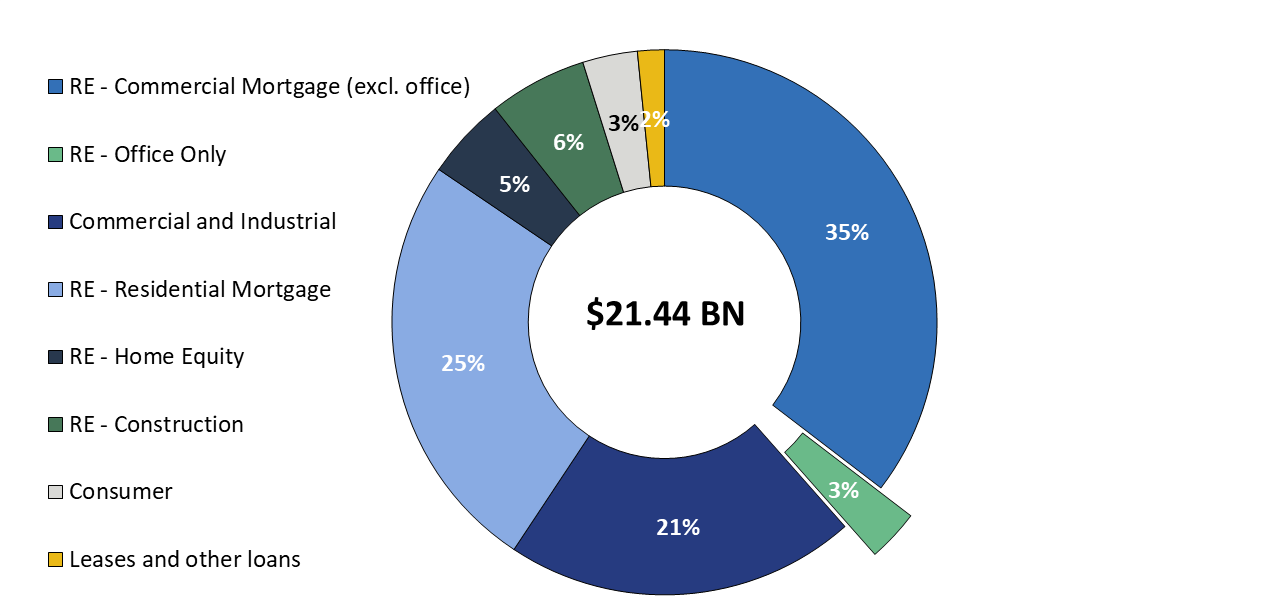 RE - Commercial Mortgage (excl. office)
RE - Office Only
Commercial and Industrial
RE - Residential Mortgage
RE - Home Equity
RE - Construction
Consumer
Leases and other loans
3%
2%
6%
5%
35%
$21.44 BN
25%
3%
21%